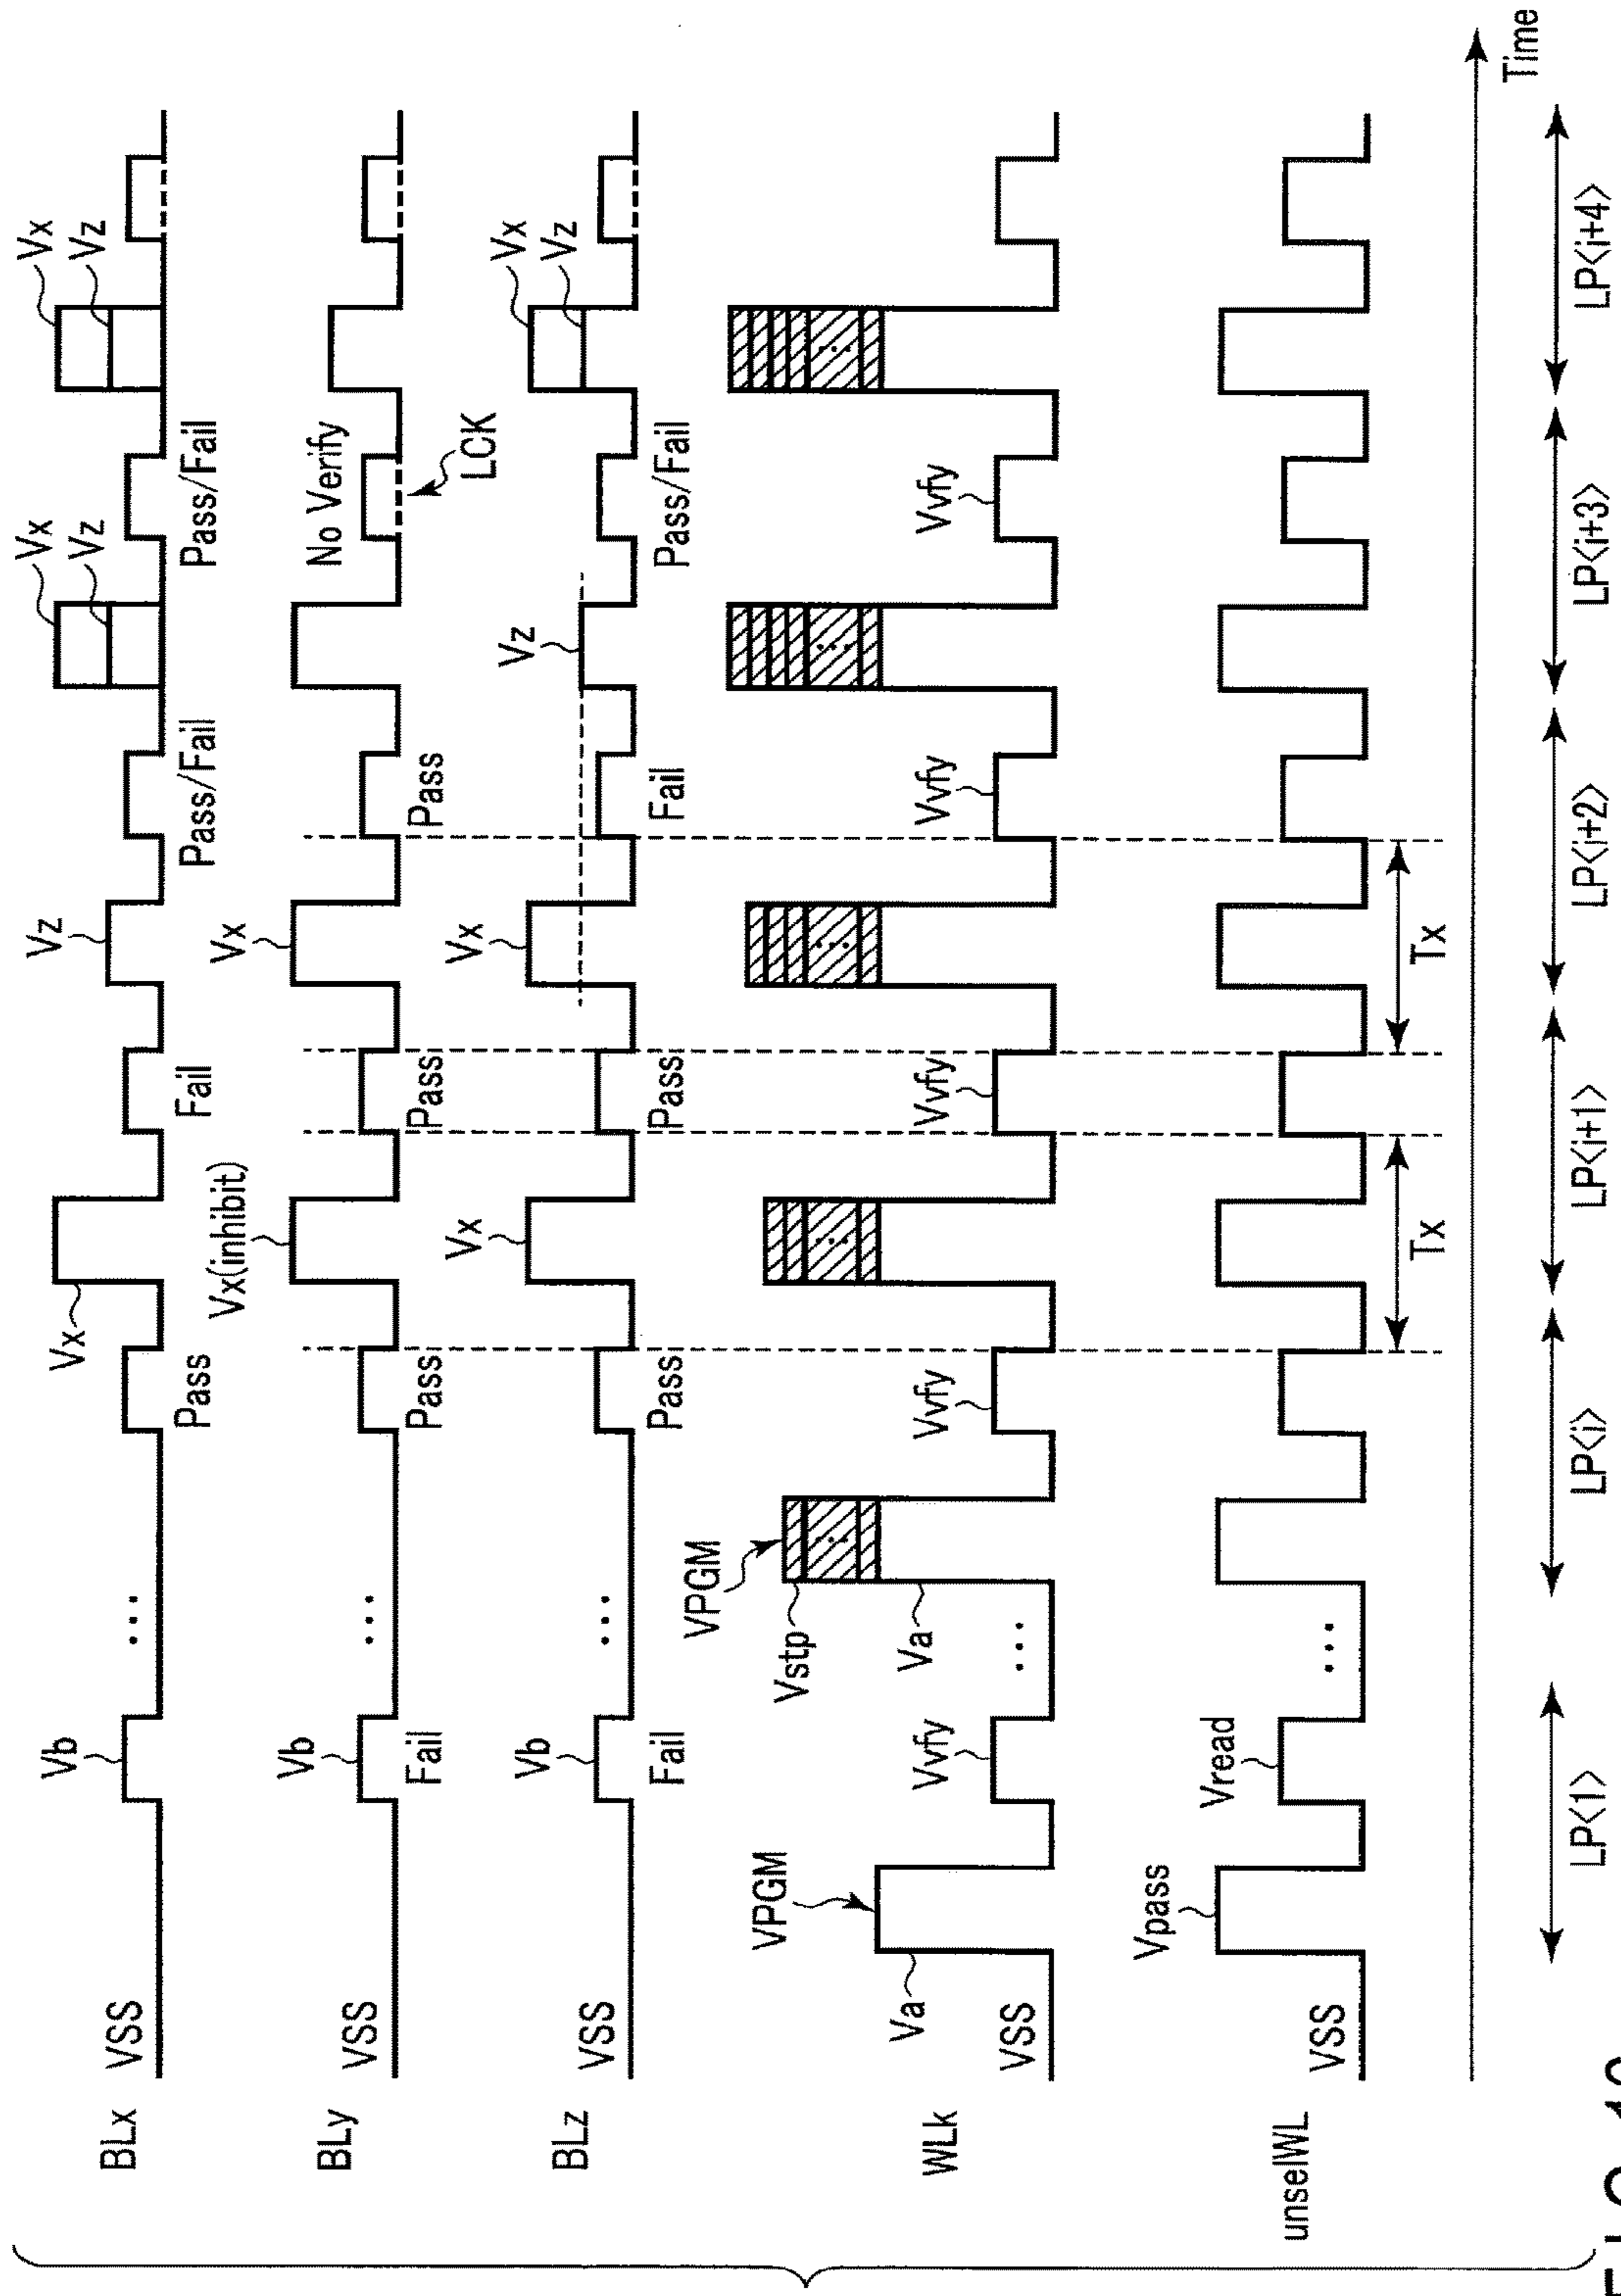 BLx
VSS
Vb
...
Pass
Vx
Fail
Vz
Pass/Fail
Vx
Vz
Pass/Fail
Vx
Vz
BLy
VSS
Vb
Fail
...
Pass
Vx(inhibit)
Pass
Vx
Pass
No Verify
LCK
BLz
VSS
Vb
Fail
...
Pass
Vx
Pass
Vx
Fail
Vz
Pass/Fail
Vx
Vz
WLk
VSS
Va
VPGM
Vvfy
...
Va
Vstp
VPGM
...
Vvfy
...
Vvfy
...
Vvfy
...
Vvfy
...
unselWL
VSS
Vpass
Vread
...
Tx
Tx
Time
LP<1>
LP<i>
LP<i+1>
LP<i+2>
LP<i+3>
LP<i+4>